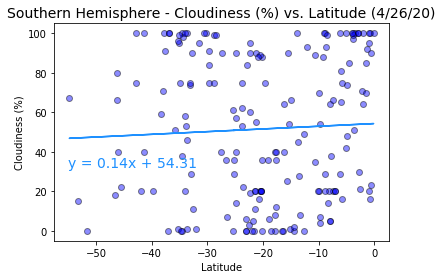 Southern Hemisphere - Cloudiness (%) vs. Latitude (4/26/20)
100
80
60
40
20
0
Cloudiness (%)
y = 0.14x + 54.31
−50 −40 −30 −20 −10 0
Latitude